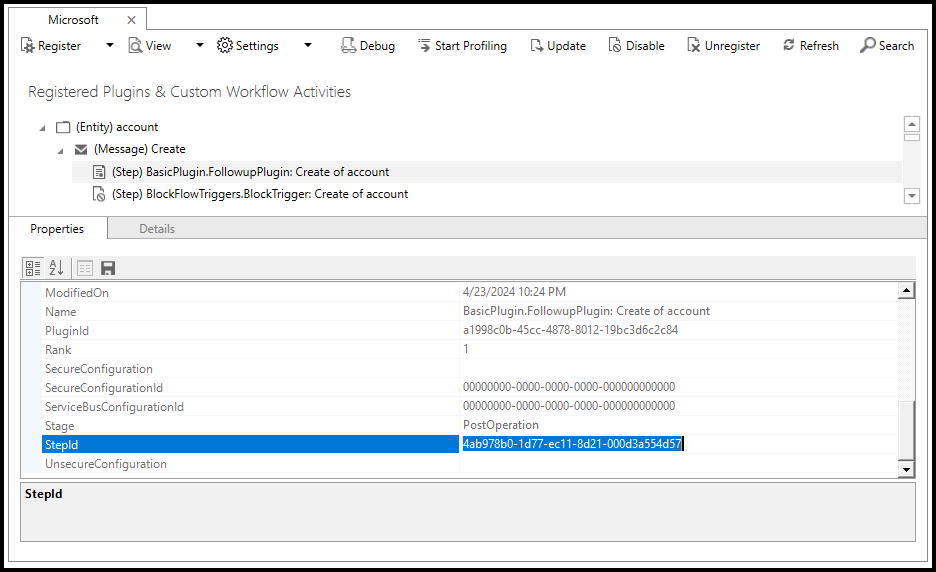 Microsoft
Register View Settings Debug Start Profiling Update Disable Unregister Refresh Search
Registered Plugins & Custom Workflow Activities
(Entity) account
(Message) Create
(Step) BasicPlugin.FollowupPlugin: Create of account
(Step) BlockFlowTriggers.BlockTrigger: Create of account
Properties Details
ModifiedOn 4/23/2024 10:24 PM
Name BasicPlugin.FollowupPlugin: Create of account
PluginId a1998c0b-45cc-4878-8012-19bc3d6c2c84
Rank 1
SecureConfiguration
SecureConfigurationId 00000000-0000-0000-0000-000000000000
ServiceBusConfigurationId 00000000-0000-0000-0000-000000000000
Stage PostOperation
StepId 4ab978b0-1d77-ec11-8d21-000d3a554d57
UnsecureConfiguration
StepId